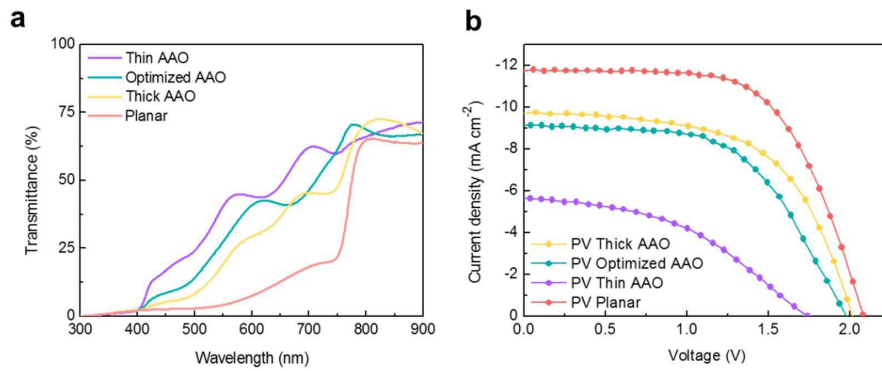 a
100
75
50
25
0
Transmittance (%)
Thin AAO
Optimized AAO
Thick AAO
Planar
300 400 500 600 700 800 900
Wavelength (nm)
b
-12
-10
-8
-6
-4
-2
0
Current density (mA cm-2)
PV Thick AAO
PV Optimized AAO
PV Thin AAO
PV Planar
0.0 0.5 1.0 1.5 2.0
Voltage (V)